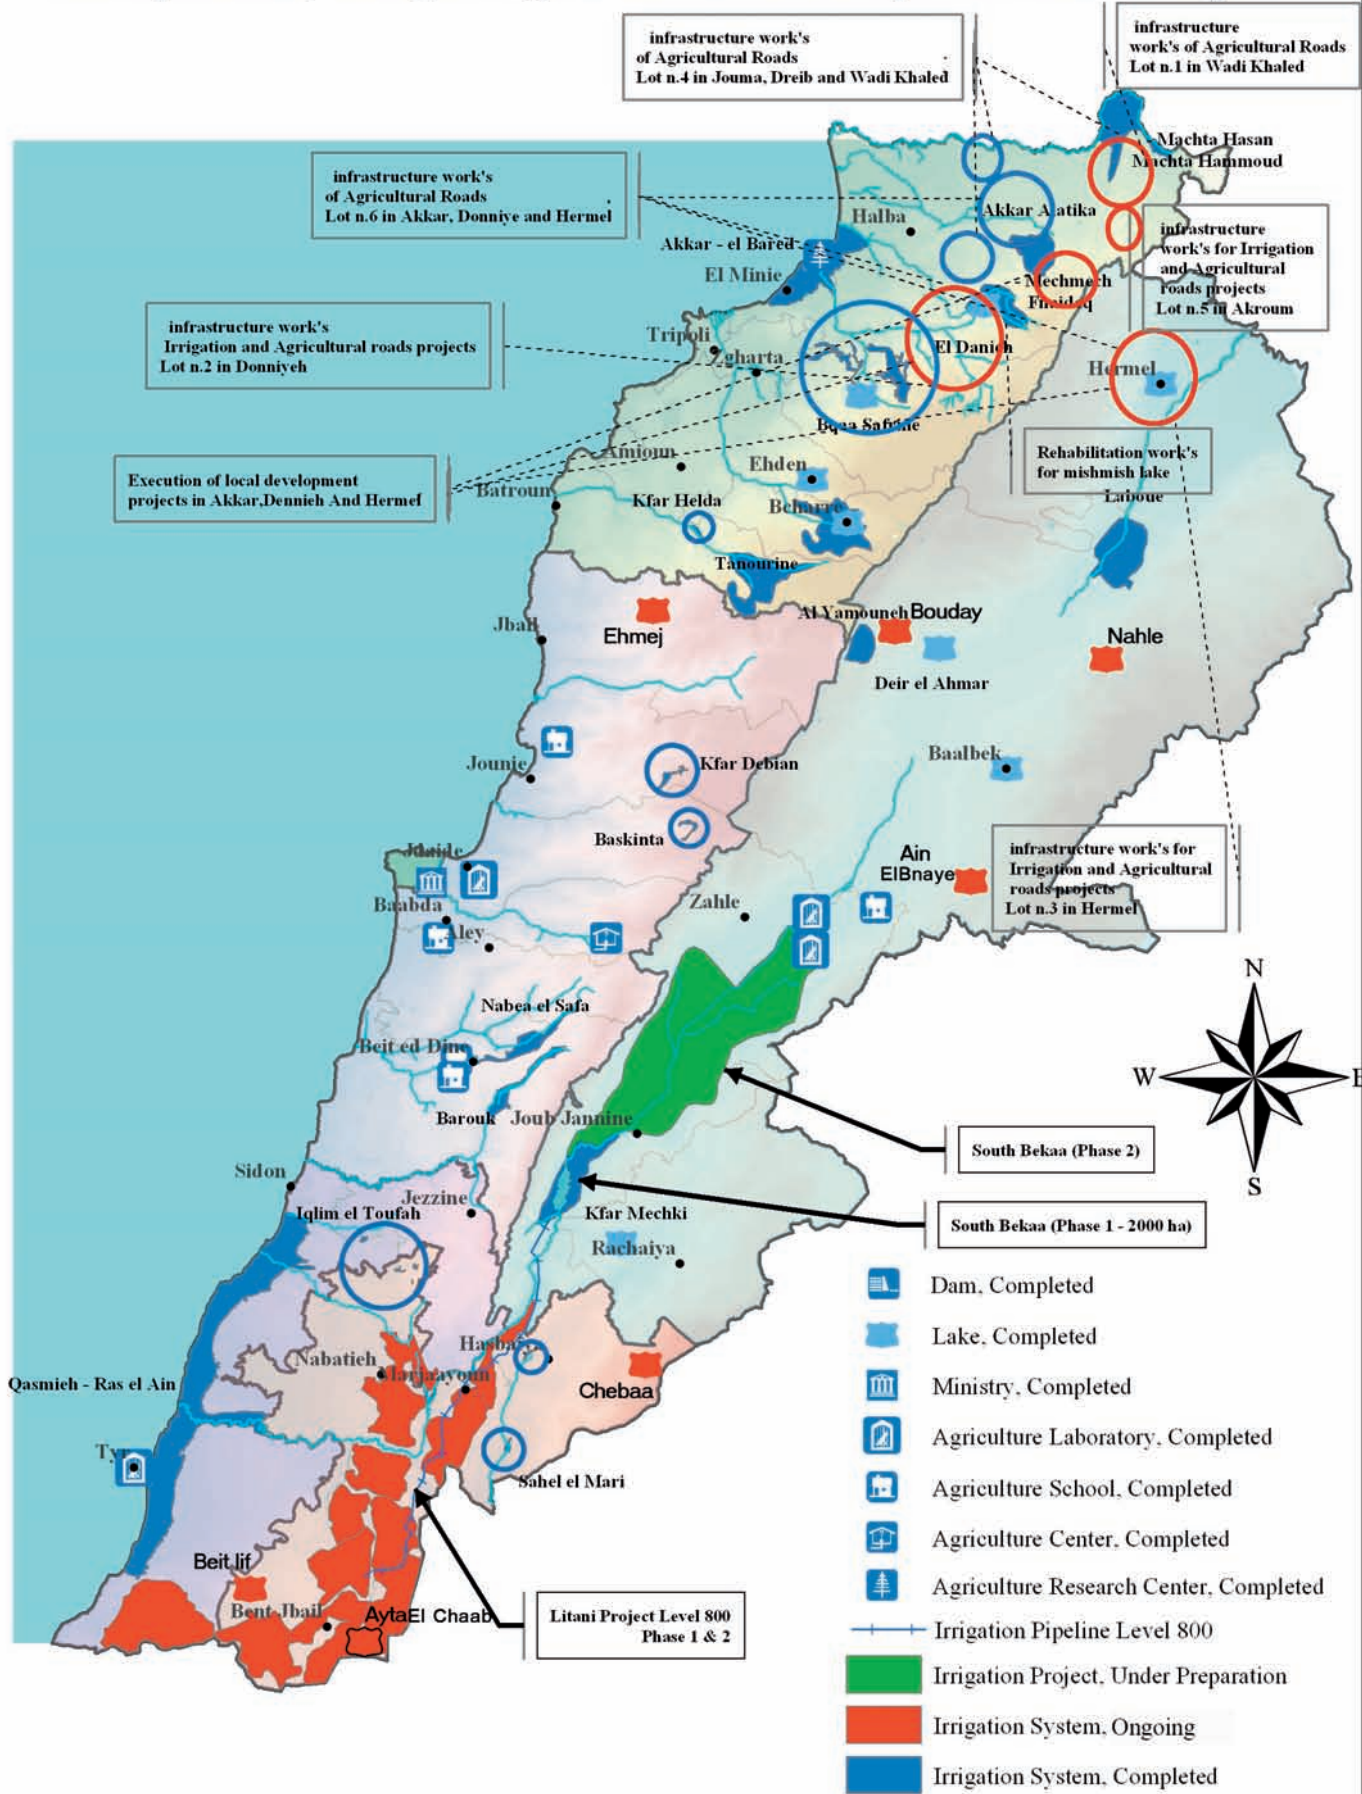 infrastructure work's
of Agricultural Roads
Lot n.4 in Jouma, Dreib and Wadi Khaled
infrastructure
work's of Agricultural Roads
Lot n.1 in Wadi Khaled
Machta Hasan
Machta Hammoud
infrastructure work's
of Agricultural Roads
Lot n.6 in Akkar, Donniye and Hermel
Halba
Akkar Alatika
Akkar - el Bared
El Minie
infrastructure
work's for Irrigation
and Agricultural
roads projects
Lot n.5 in Akroum
Mechmech
infrastructure work's
Irrigation and Agricultural roads projects
Lot n.2 in Donniyeh
Tripoli
Zgharta
El Danieh
Hermel
Bqaa Safrine
Execution of local development
projects in Akkar,Dennieh And Hermel
Amioun
Ehden
Rehabilitation work's
for mishmish lake
Laboue
Batroun
Kfar Helda
Bcharre
Tanourine
Al Yamouneh
Bouday
Ehmej
Jbail
Nahle
Deir el Ahmar
Jounie
Kfar Debian
Baalbek
Baskinta
Jdaide
Ain
ElBnaye
infrastructure work's for
Irrigation and Agricultural
roads projects
Lot n.3 in Hermel
Baabda
Zahle
Aley
N
Nabea el Safa
Beit ed Dine
W
E
Barouk
Joub Jannine
South Bekaa (Phase 2)
S
Sidon
Jezzine
Iqlim el Toufah
Kfar Mechki
South Bekaa (Phase 1 - 2000 ha)
Rachaiya
Dam, Completed
Lake, Completed
Hasbaiya
Nabatieh
Marjaayoun
Chebaa
Qasmieh - Ras el Ain
Ministry, Completed
Agriculture Laboratory, Completed
Tyr
Sahel el Mari
Agriculture School, Completed
Agriculture Center, Completed
Beit lif
Agriculture Research Center, Completed
Bent Jbail
AytaEl Chaab
Litani Project Level 800
Phase 1 & 2
Irrigation Pipeline Level 800
Irrigation Project, Under Preparation
Irrigation System, Ongoing
Irrigation System, Completed